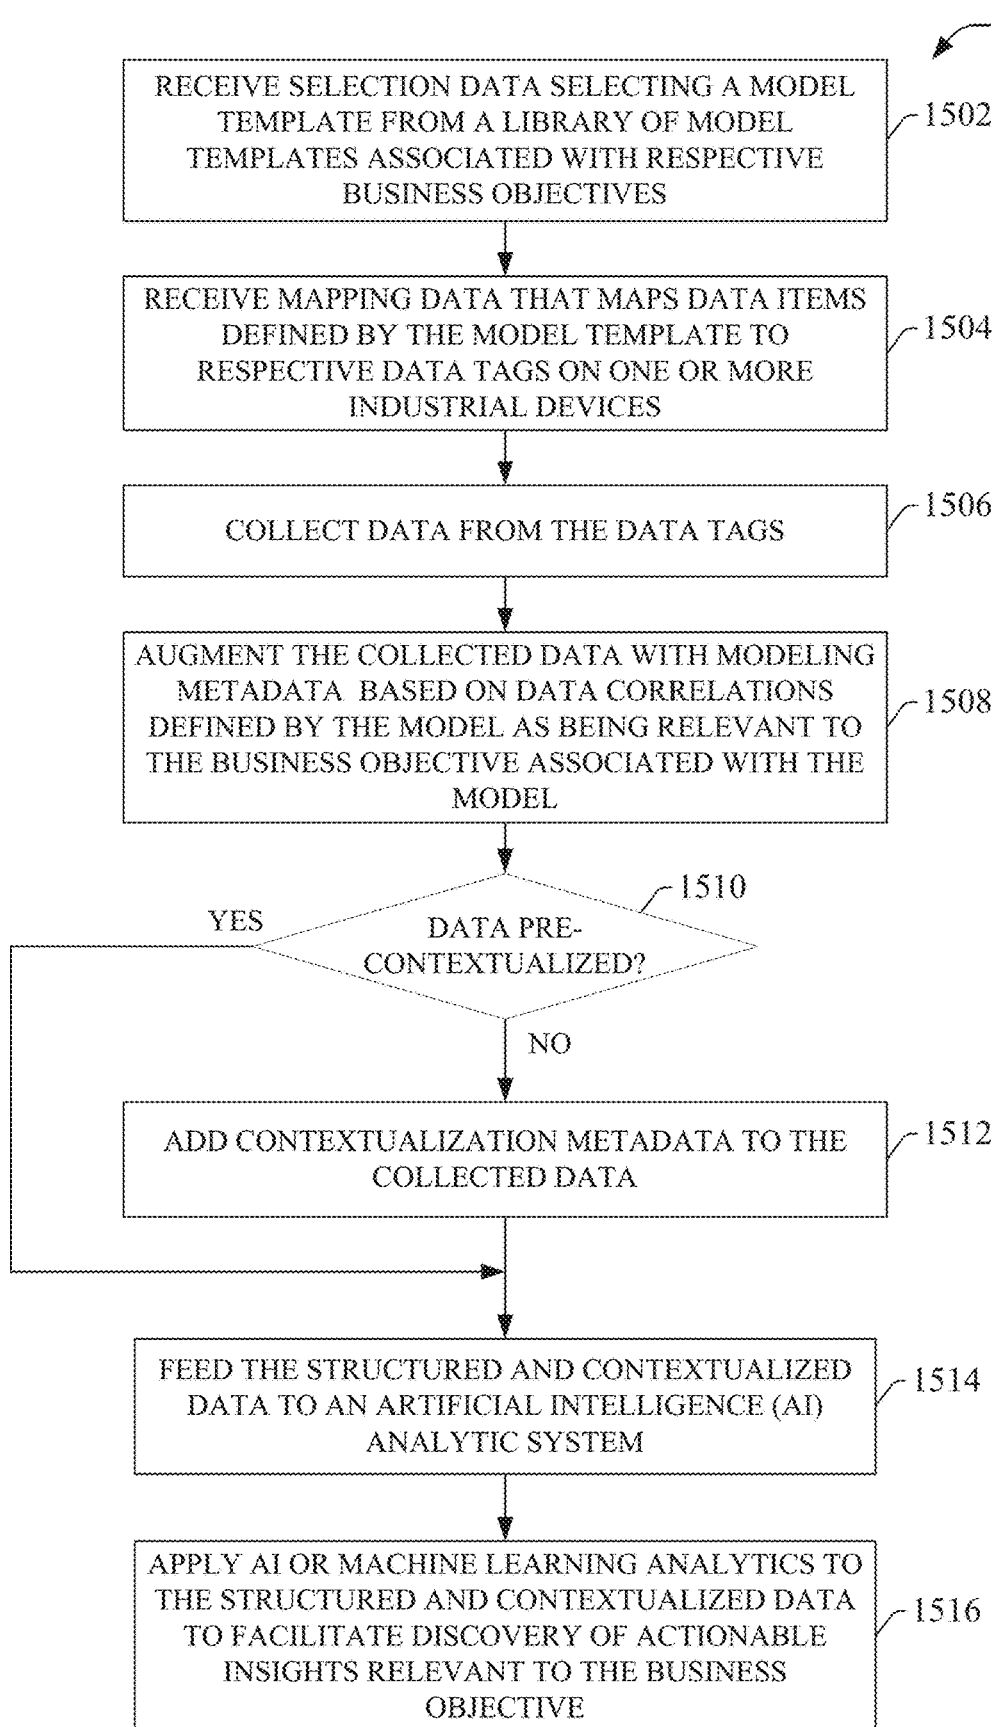 RECEIVE SELECTION DATA SELECTING A MODEL
TEMPLATE FROM A LIBRARY OF MODEL
TEMPLATES ASSOCIATED WITH RESPECTIVE
BUSINESS OBJECTIVES
1502
RECEIVE MAPPING DATA THAT MAPS DATA ITEMS
DEFINED BY THE MODEL TEMPLATE TO
RESPECTIVE DATA TAGS ON ONE OR MORE
INDUSTRIAL DEVICES
1504
COLLECT DATA FROM THE DATA TAGS
1506
AUGMENT THE COLLECTED DATA WITH MODELING
METADATA BASED ON DATA CORRELATIONS
DEFINED BY THE MODEL AS BEING RELEVANT TO
THE BUSINESS OBJECTIVE ASSOCIATED WITH THE
MODEL
1508
1510
YES
DATA PRE-
CONTEXTUALIZED?
NO
ADD CONTEXTUALIZATION METADATA TO THE
COLLECTED DATA
1512
FEED THE STRUCTURED AND CONTEXTUALIZED
DATA TO AN ARTIFICIAL INTELLIGENCE (AI)
ANALYTIC SYSTEM
1514
APPLY AI OR MACHINE LEARNING ANALYTICS TO
THE STRUCTURED AND CONTEXTUALIZED DATA
TO FACILITATE DISCOVERY OF ACTIONABLE
INSIGHTS RELEVANT TO THE BUSINESS
OBJECTIVE
1516